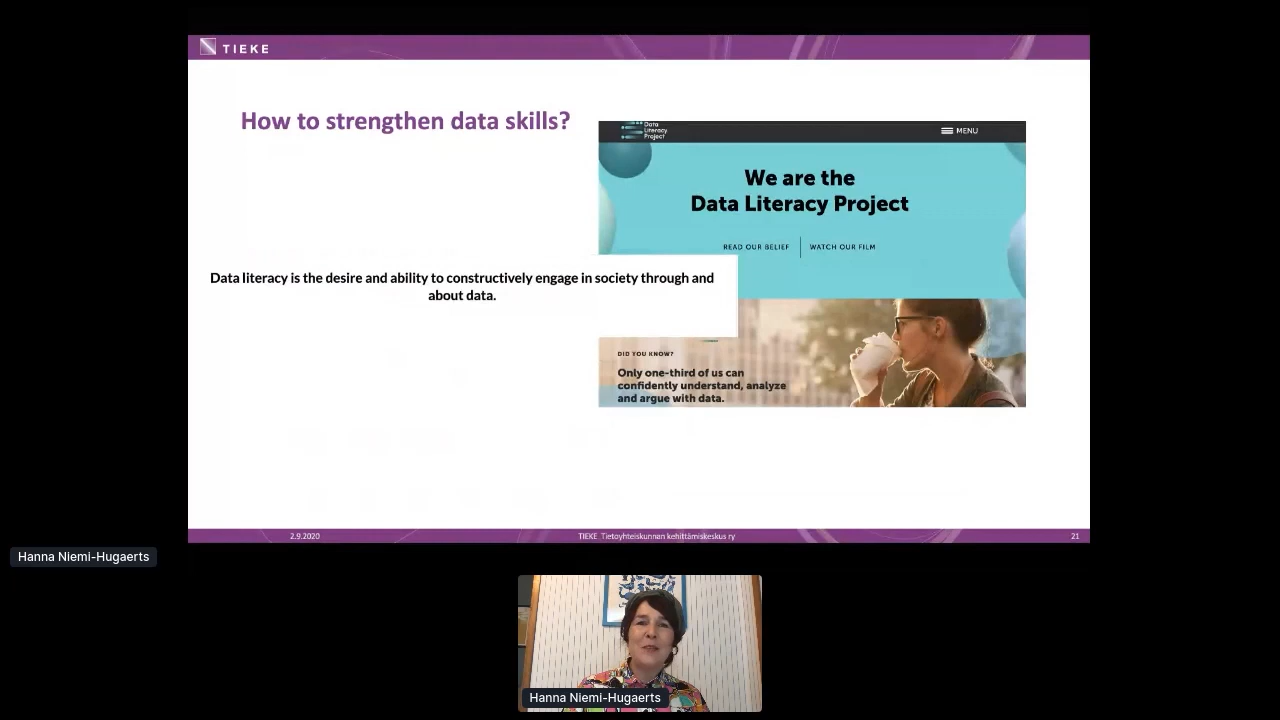 TIEKE
How to strengthen data skills?
Data
Literacy
Project
MENU
We are the
Data Literacy Project
READ OUR BELIEF
WATCH OUR FILM
Data literacy is the desire and ability to constructively engage in society through and
about data.
DID YOU KNOW?
Only one-third of us can
confidently understand, analyze
and argue with data.
2.9.2020
TIEKE Tietoyhteiskunnan kehittämiskeskus ry
21
Hanna Niemi-Hugaerts
Hanna Niemi-Hugaerts